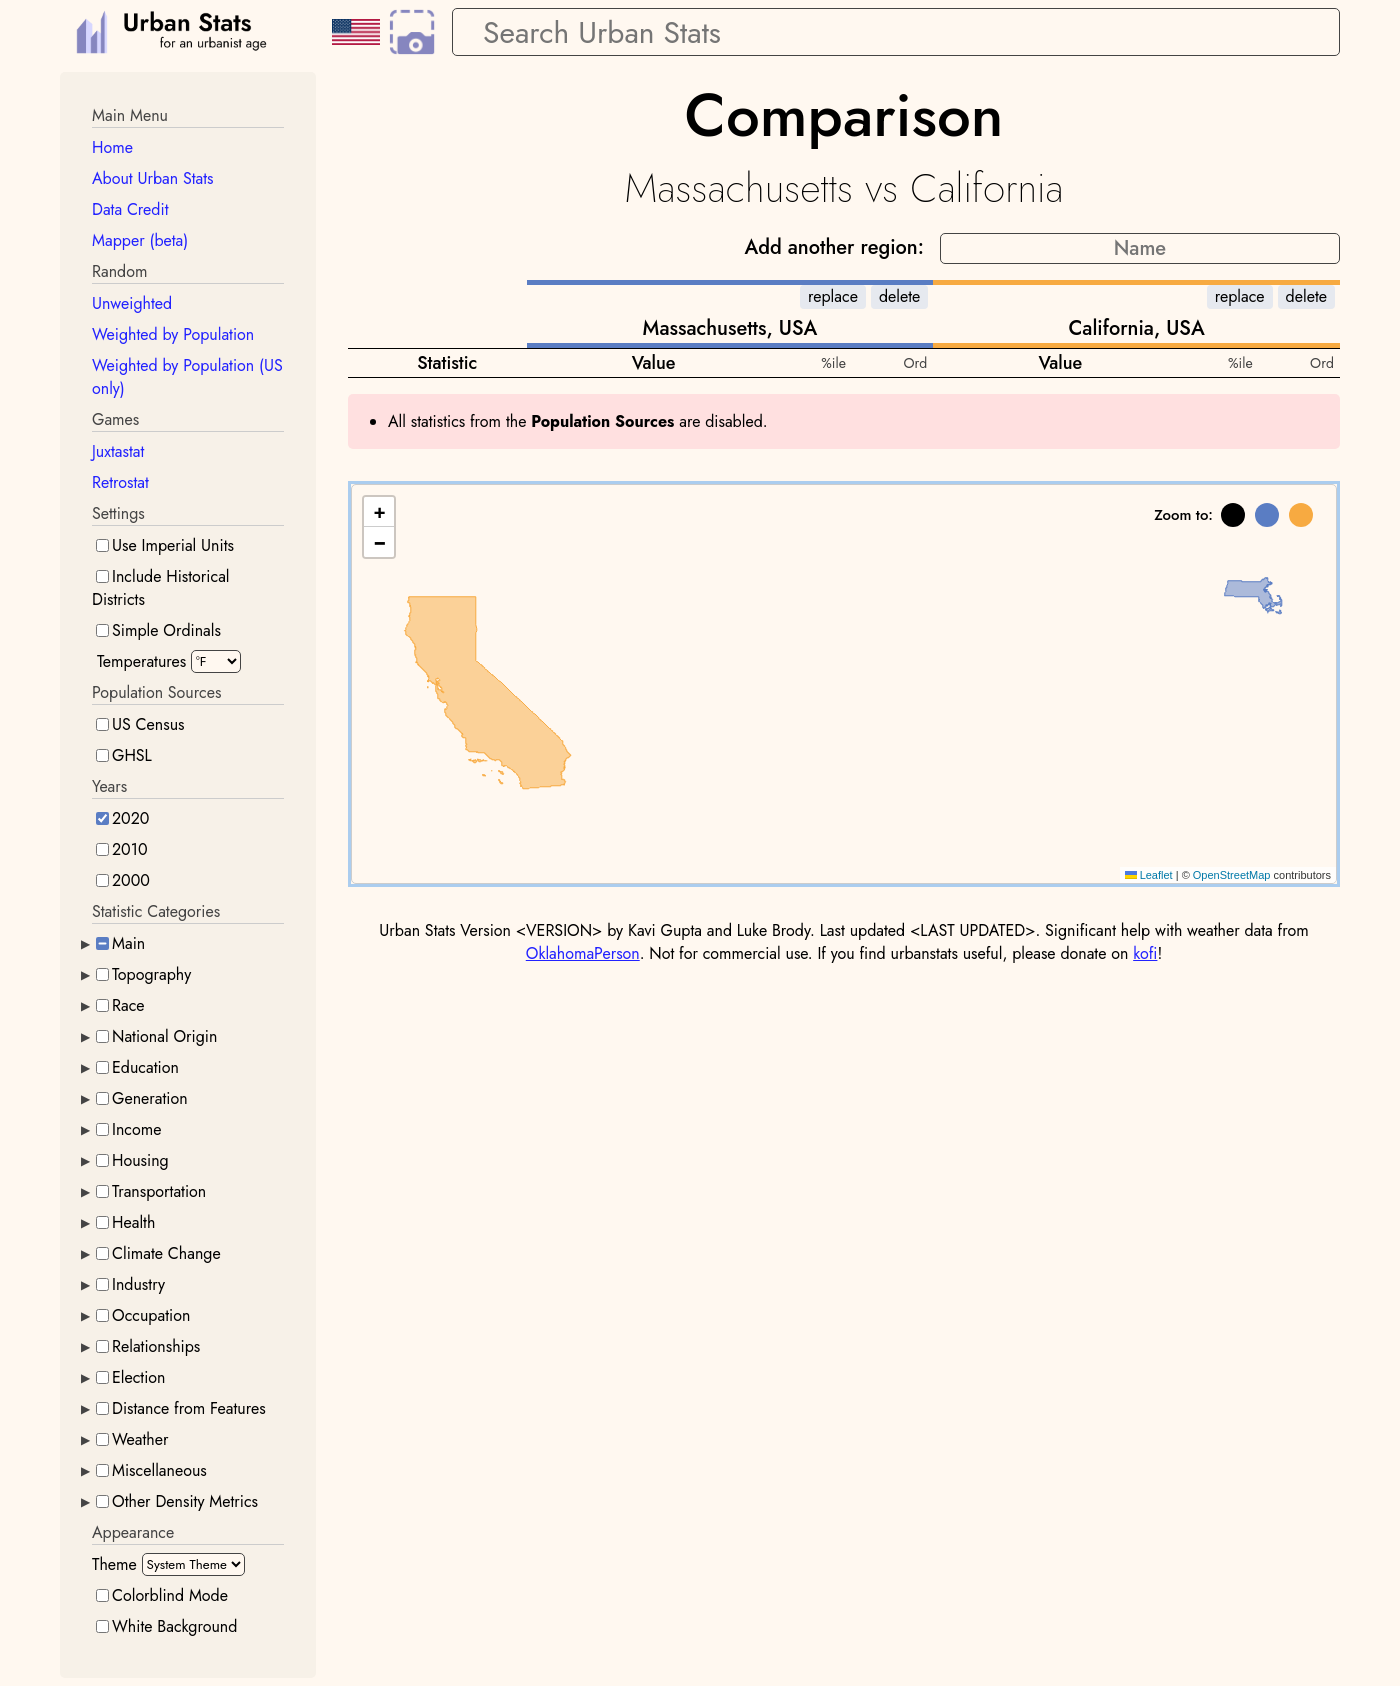 Urban Stats
for an urbanist age
Search Urban Stats
Main Menu
Home
About Urban Stats
Data Credit
Mapper (beta)
Random
Unweighted
Weighted by Population
Weighted by Population (US
only)
Games
Juxtastat
Retrostat
Settings
Use Imperial Units
Include Historical
Districts
Simple Ordinals
Temperatures °F
Population Sources
US Census
GHSL
Years
2020
2010
2000
Statistic Categories
Main
Topography
Race
National Origin
Education
Generation
Income
Housing
Transportation
Health
Climate Change
Industry
Occupation
Relationships
Election
Distance from Features
Weather
Miscellaneous
Other Density Metrics
Appearance
Theme System Theme
Colorblind Mode
White Background
Comparison
Massachusetts vs California
Add another region: Name
replace delete replace delete
Massachusetts, USA California, USA
Statistic Value %ile Ord Value %ile Ord
All statistics from the Population Sources are disabled.
+
−
Zoom to:
Leaflet | © OpenStreetMap contributors
Urban Stats Version <VERSION> by Kavi Gupta and Luke Brody. Last updated <LAST UPDATED>. Significant help with weather data from
OklahomaPerson. Not for commercial use. If you find urbanstats useful, please donate on kofi!